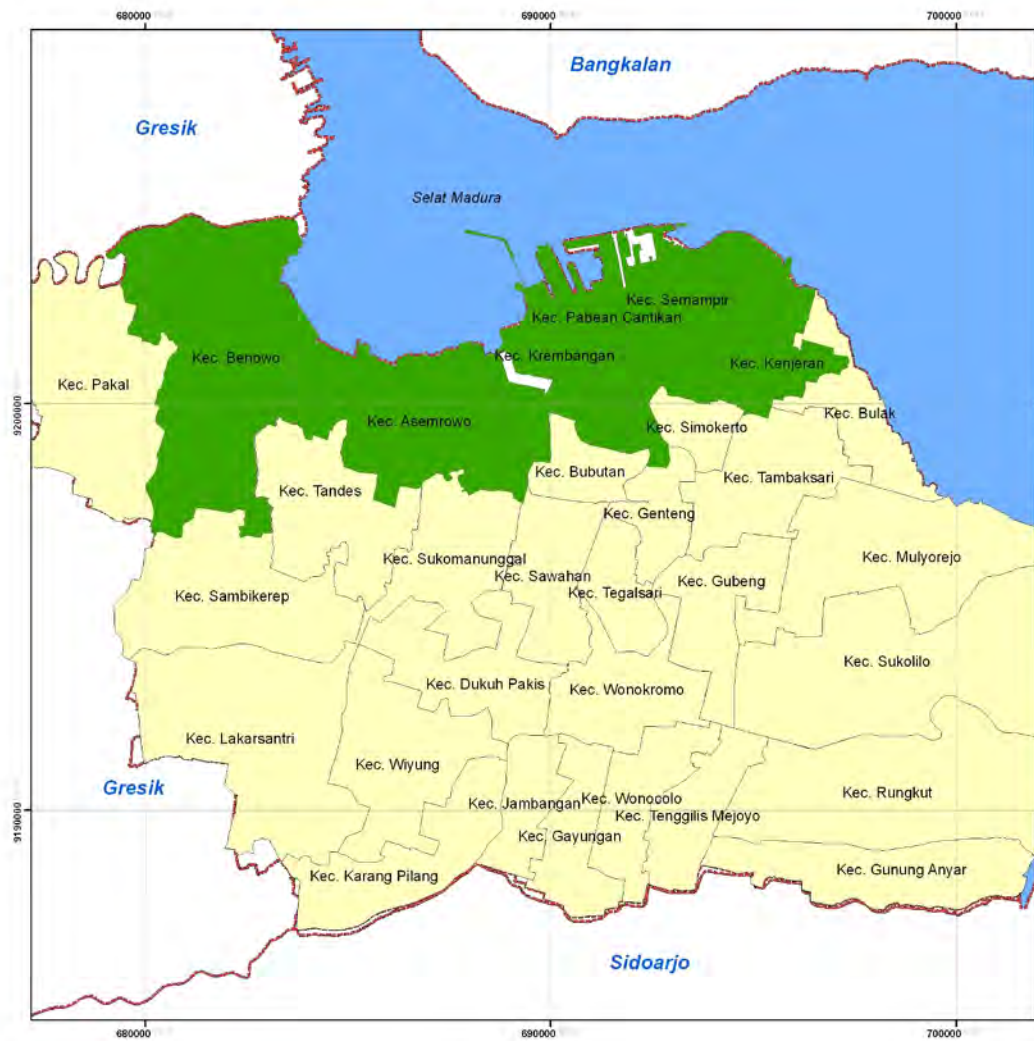 680000
690000
700000
Bangkalan
Gresik
Selat Madura
Kec. Semampir
Kec. Pabean Cantikan
Kec. Krembangan
Kec. Benowo
Kec. Kenjeran
Kec. Pakal
9200000
9200000
Kec. Asemrowo
Kec. Bulak
Kec. Simokerto
Kec. Bubutan
Kec. Tambaksari
Kec. Tandes
Kec. Genteng
Kec. Sukomanunggal
Kec. Mulyorejo
Kec. Sawahan
Kec. Gubeng
Kec. Sambikerep
Kec. Tegalsari
Kec. Sukolilo
Kec. Dukuh Pakis
Kec. Wonokromo
Kec. Lakarsantri
Kec. Wiyung
Gresik
Kec. Rungkut
Kec. Jambangan
Kec. Wonocolo
Kec. Tenggilis Mejoyo
9190000
9190000
Kec. Gayungan
Kec. Gunung Anyar
Kec. Karang Pilang
Sidoarjo
680000
690000
700000